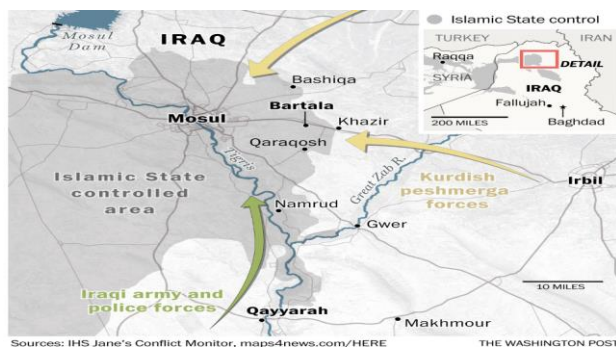 Mosul
Dam
IRAQ
Bashiqa
Bartala
Mosul
Khazir
Qaraqosh
Tigris
Islamic State
controlled
area
Great Zab R.
Kurdish
peshmerga
forces
Irbil
Namrud
Gwer
Iraqi army and
police forces
10 MILES
Qayyarah
Makhmour
Islamic State control
TURKEY
IRAN
Raqqa
DETAIL
SYRIA
IRAQ
Fallujah
Baghdad
200 MILES
Sources: IHS Jane's Conflict Monitor, maps4news.com/HERE
THE WASHINGTON POST